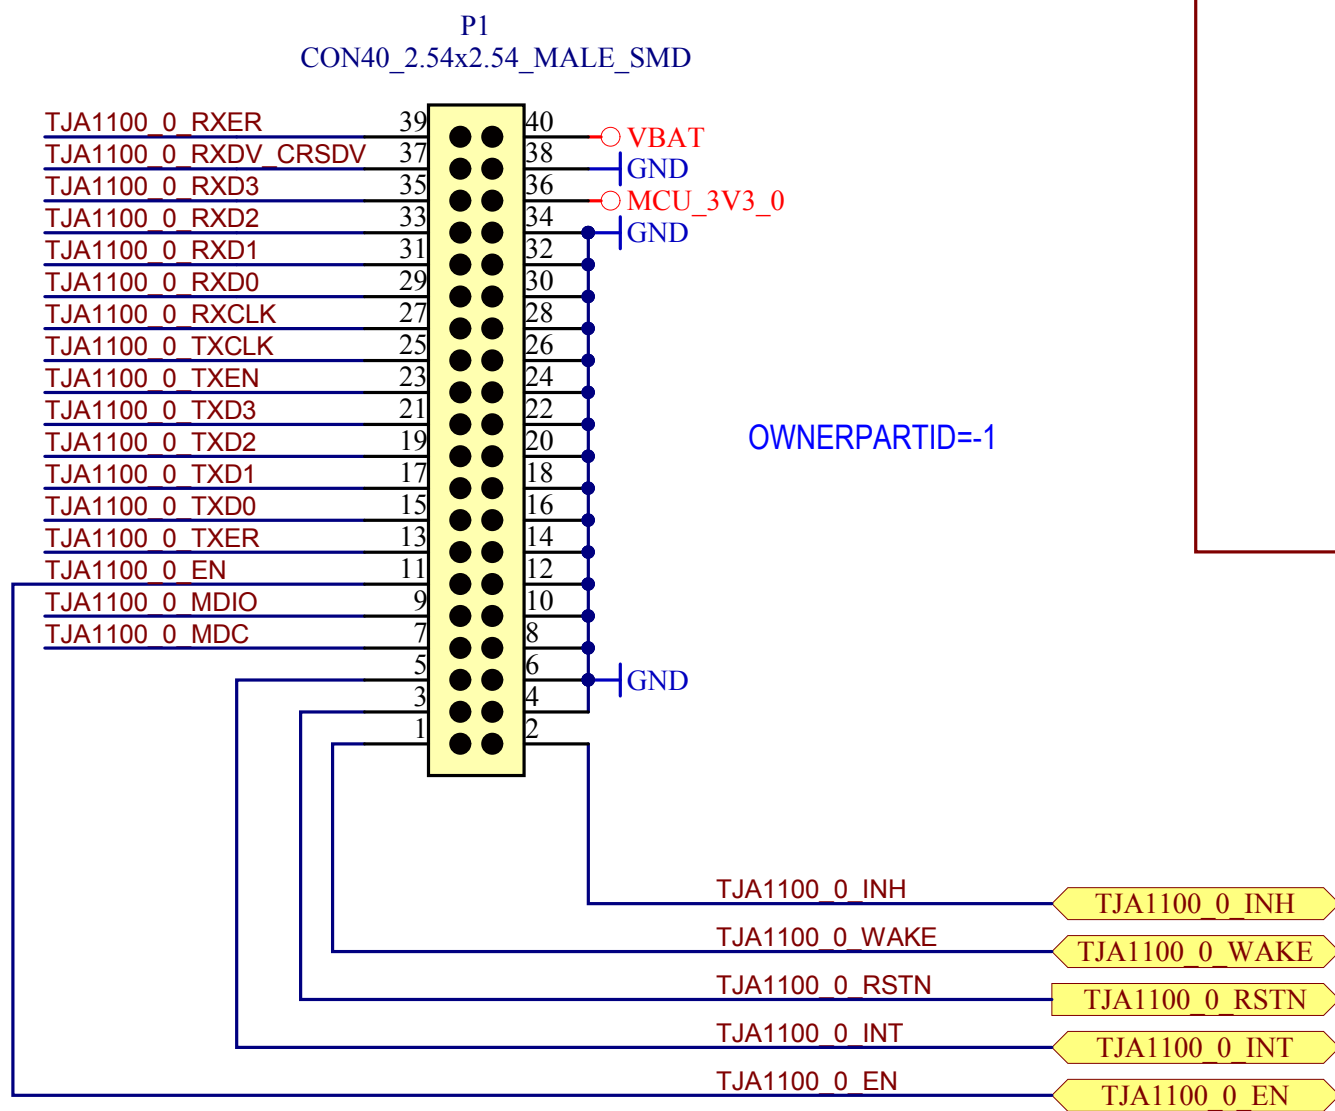 P1
CON40_2.54x2.54_MALE_SMD
TJA1100_0_RXER 39 40 VBAT
TJA1100_0_RXDV_CRSDV 37 38 GND
TJA1100_0_RXD3 35 36 MCU_3V3_0
TJA1100_0_RXD2 33 34 GND
TJA1100_0_RXD1 31 32
TJA1100_0_RXD0 29 30
TJA1100_0_RXCLK 27 28
TJA1100_0_TXCLK 25 26
TJA1100_0_TXEN 23 24
TJA1100_0_TXD3 21 22
OWNERPARTID=-1
TJA1100_0_TXD2 19 20
TJA1100_0_TXD1 17 18
TJA1100_0_TXD0 15 16
TJA1100_0_TXER 13 14
TJA1100_0_EN 11 12
TJA1100_0_MDIO 9 10
TJA1100_0_MDC 7 8
5 6 GND
3 4
1 2
TJA1100_0_INH TJA1100_0_INH
TJA1100_0_WAKE TJA1100_0_WAKE
TJA1100_0_RSTN TJA1100_0_RSTN
TJA1100_0_INT TJA1100_0_INT
TJA1100_0_EN TJA1100_0_EN